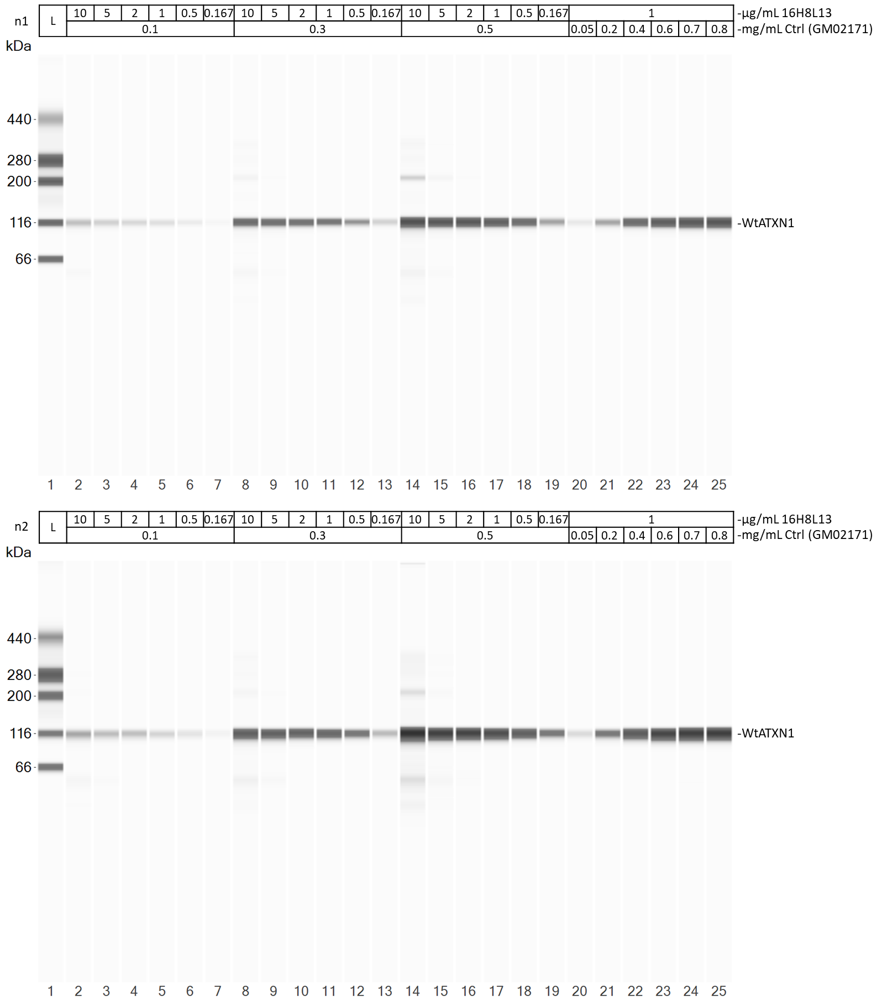 n1 L 10 5 2 1 0.5 0.167 10 5 2 1 0.5 0.167 10 5 2 1 0.5 0.167 1 -µg/mL 16H8L13
0.1 0.3 0.5 0.05 0.2 0.4 0.6 0.7 0.8 -mg/mL Ctrl (GM02171)
kDa
440-
280-
200-
116- -WtATXN1
66-
1 2 3 4 5 6 7 8 9 10 11 12 13 14 15 16 17 18 19 20 21 22 23 24 25
n2 L 10 5 2 1 0.5 0.167 10 5 2 1 0.5 0.167 10 5 2 1 0.5 0.167 1 -µg/mL 16H8L13
0.1 0.3 0.5 0.05 0.2 0.4 0.6 0.7 0.8 -mg/mL Ctrl (GM02171)
kDa
440-
280-
200-
116- -WtATXN1
66-
1 2 3 4 5 6 7 8 9 10 11 12 13 14 15 16 17 18 19 20 21 22 23 24 25